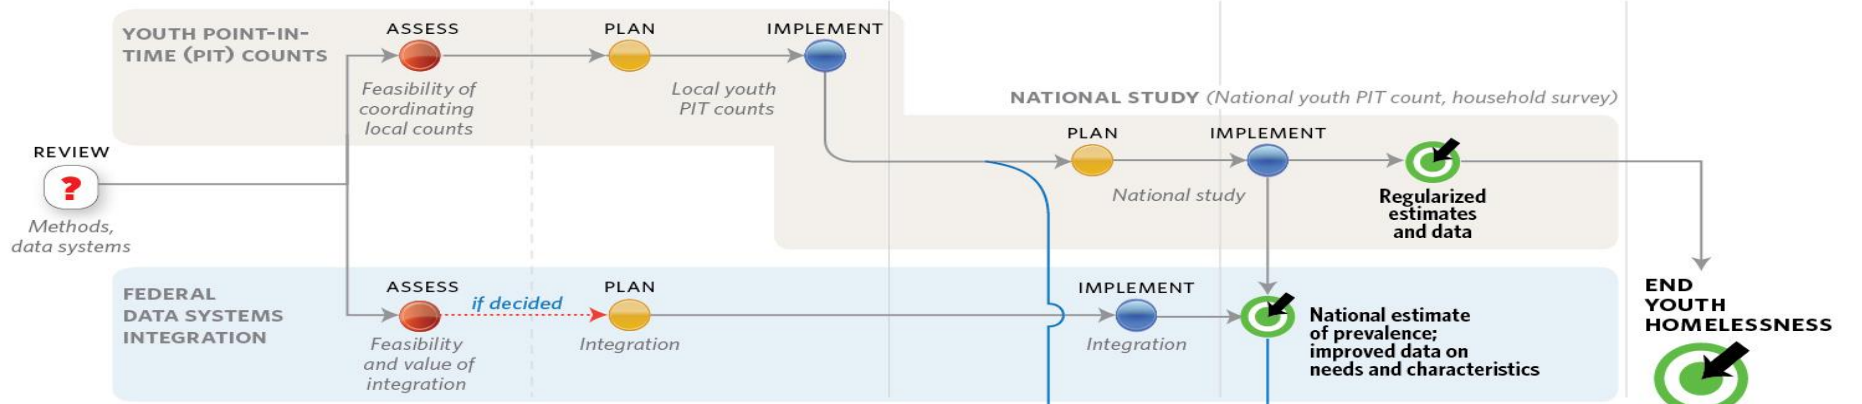 YOUTH POINT-IN-
TIME (PIT) COUNTS
ASSESS
Feasibility of
coordinating
local counts
PLAN
Local youth
PIT counts
IMPLEMENT
NATIONAL STUDY (National youth PIT count, household survey)
PLAN
National study
IMPLEMENT
Regularized
estimates
and data
REVIEW
?
Methods,
data systems
FEDERAL
DATA SYSTEMS
INTEGRATION
ASSESS
Feasibility
and value of
integration
if decided
PLAN
Integration
IMPLEMENT
Integration
National estimate
of prevalence;
improved data on
needs and characteristics
END
YOUTH
HOMELESSNESS